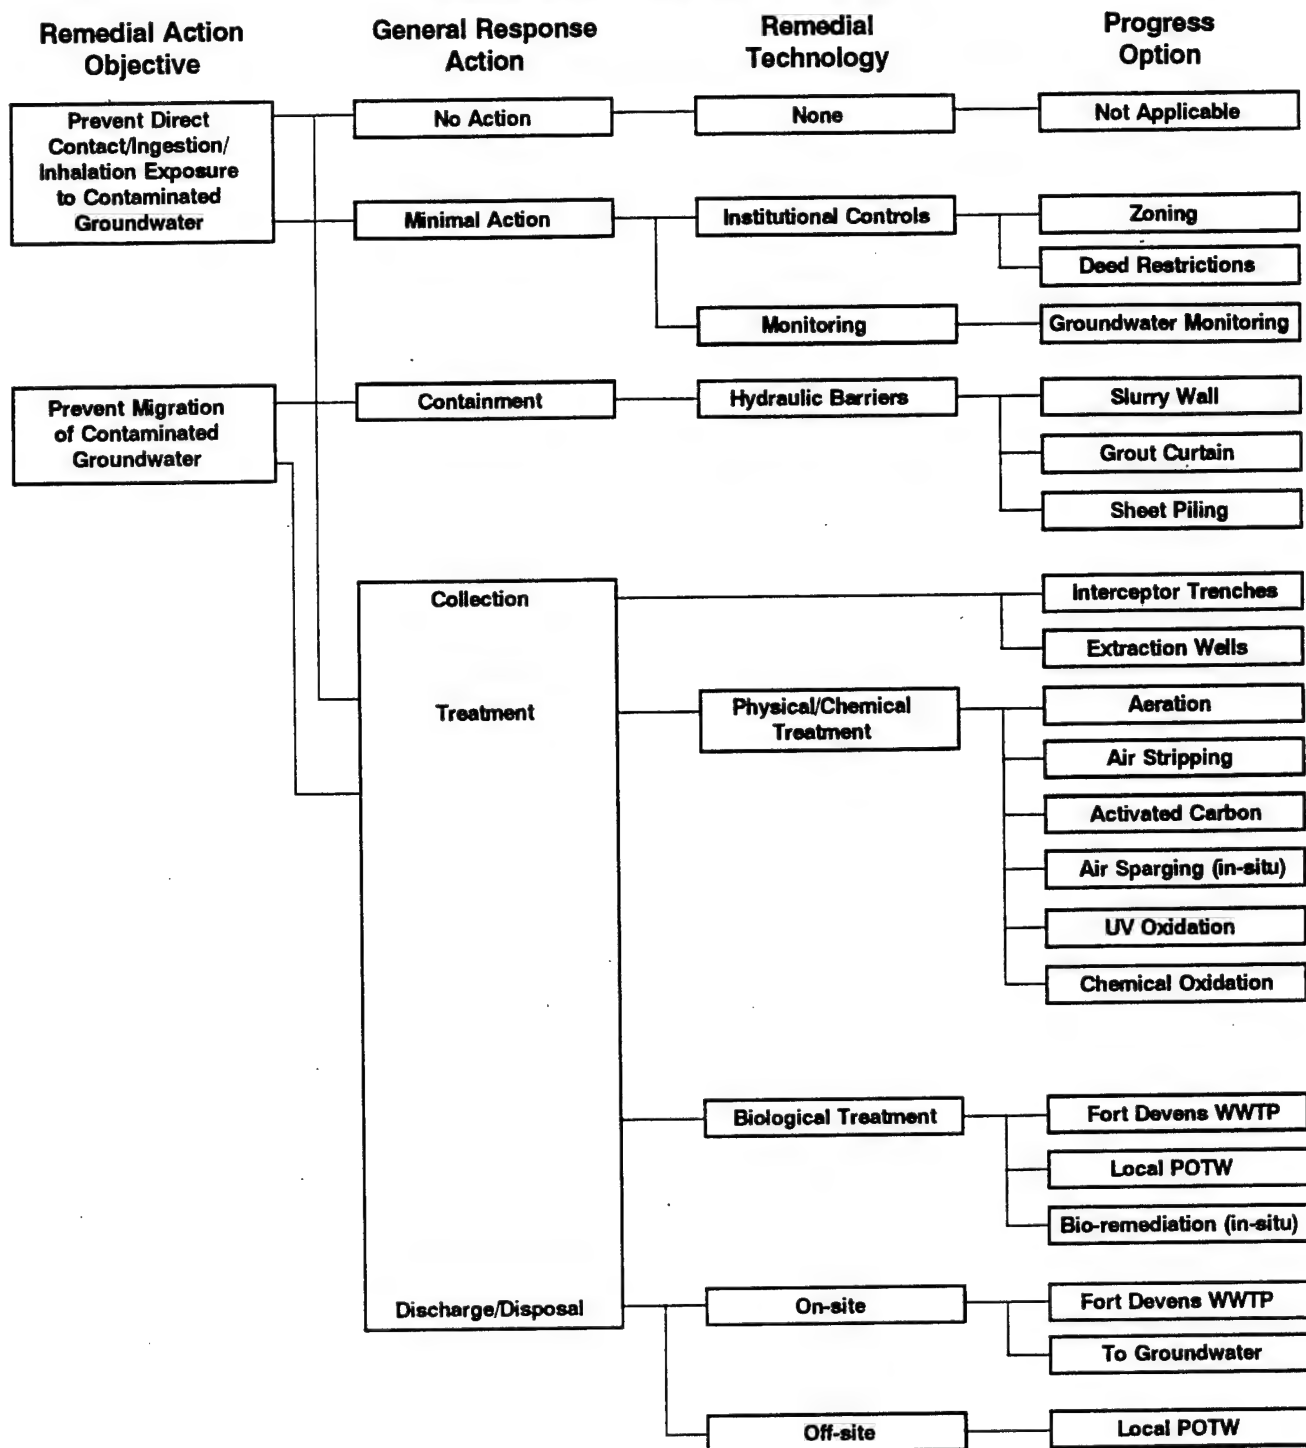 Remedial Action
Objective
General Response
Action
Remedial
Technology
Progress
Option
Prevent Direct
Contact/Ingestion/
Inhalation Exposure
to Contaminated
Groundwater
No Action
None
Not Applicable
Minimal Action
Institutional Controls
Zoning
Deed Restrictions
Monitoring
Groundwater Monitoring
Prevent Migration
of Contaminated
Groundwater
Containment
Hydraulic Barriers
Slurry Wall
Grout Curtain
Sheet Piling
Collection
Interceptor Trenches
Extraction Wells
Treatment
Physical/Chemical
Treatment
Aeration
Air Stripping
Activated Carbon
Air Sparging (in-situ)
UV Oxidation
Chemical Oxidation
Biological Treatment
Fort Devens WWTP
Local POTW
Bio-remediation (in-situ)
Discharge/Disposal
On-site
Fort Devens WWTP
To Groundwater
Off-site
Local POTW